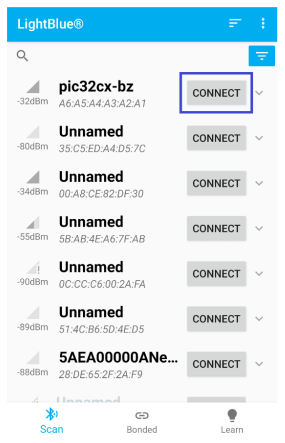 LightBlue®
pic32cx-bz
-32dBm
A6:A5:A4:A3:A2:A1
CONNECT
Unnamed
-80dBm
35:C5:ED:A4:D5:7C
CONNECT
Unnamed
-34dBm
00:A8:CE:82:DF:30
CONNECT
Unnamed
-55dBm
5B:AB:4E:A6:7F:AB
CONNECT
Unnamed
-90dBm
0C:CC:C6:00:2A:FA
CONNECT
Unnamed
-89dBm
51:4C:B6:5D:4E:D5
CONNECT
5AEA00000ANe...
-88dBm
28:DE:65:2F:2A:F9
CONNECT
Unnamed
Scan
Bonded
Learn